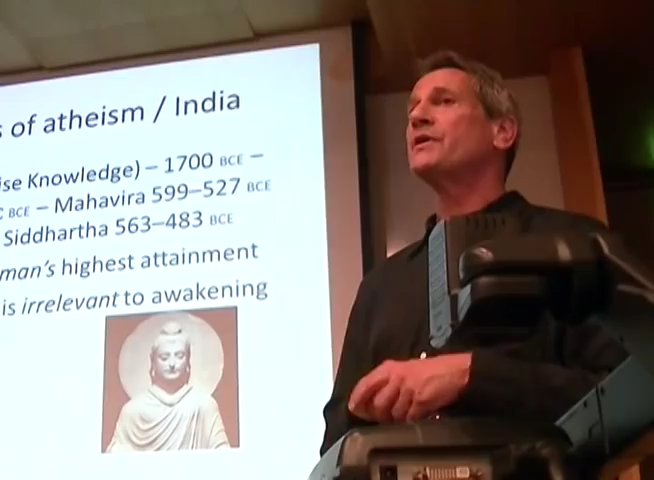 of atheism / India
Knowledge) – 1700 BCE –
BCE – Mahavira 599–527 BCE
Siddhartha 563–483 BCE
man's highest attainment
is irrelevant to awakening